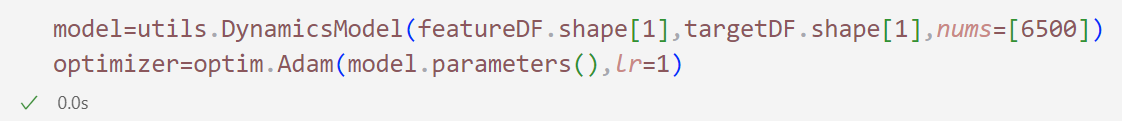 model=utils.DynamicsModel(featureDF.shape[1],targetDF.shape[1],nums=[6500])
optimizer=optim.Adam(model.parameters(),lr=1)
✓ 0.0s